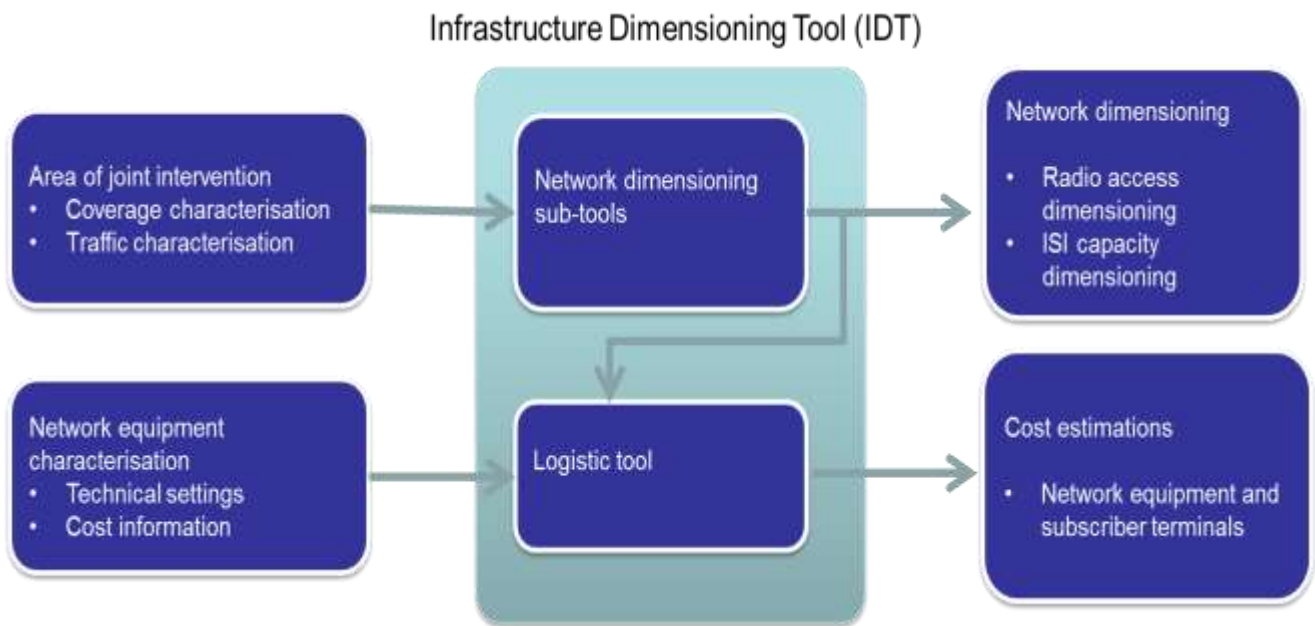 Infrastructure Dimensioning Tool (IDT)
Area of joint intervention
• Coverage characterisation
• Traffic characterisation
Network dimensioning
sub-tools
Network dimensioning
• Radio access
dimensioning
• ISI capacity
dimensioning
Network equipment
characterisation
• Technical settings
• Cost information
Logistic tool
Cost estimations
• Network equipment and
subscriber terminals